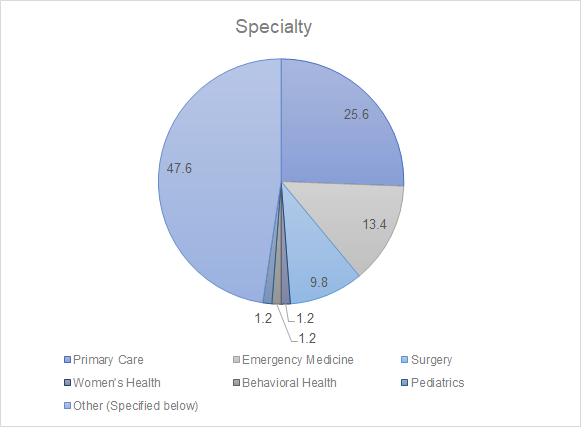 Specialty
25.6
47.6
13.4
9.8
1.2
1.2
1.2
Primary Care Emergency Medicine Surgery
Women's Health Behavioral Health Pediatrics
Other (Specified below)